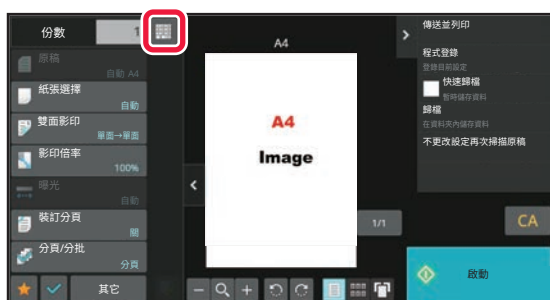 份數
1
原稿
自動 A4
紙張選擇
自動
雙面影印
單面→單面
影印倍率
100%
曝光
自動
裝訂分頁
關
分頁/分批
分頁
其它
A4
A4
Image
1/1
傳送並列印
程式登錄
登錄目前設定
快速歸檔
暫時儲存資料
歸檔
在資料夾內儲存資料
不更改設定再次掃描原稿
CA
啟動